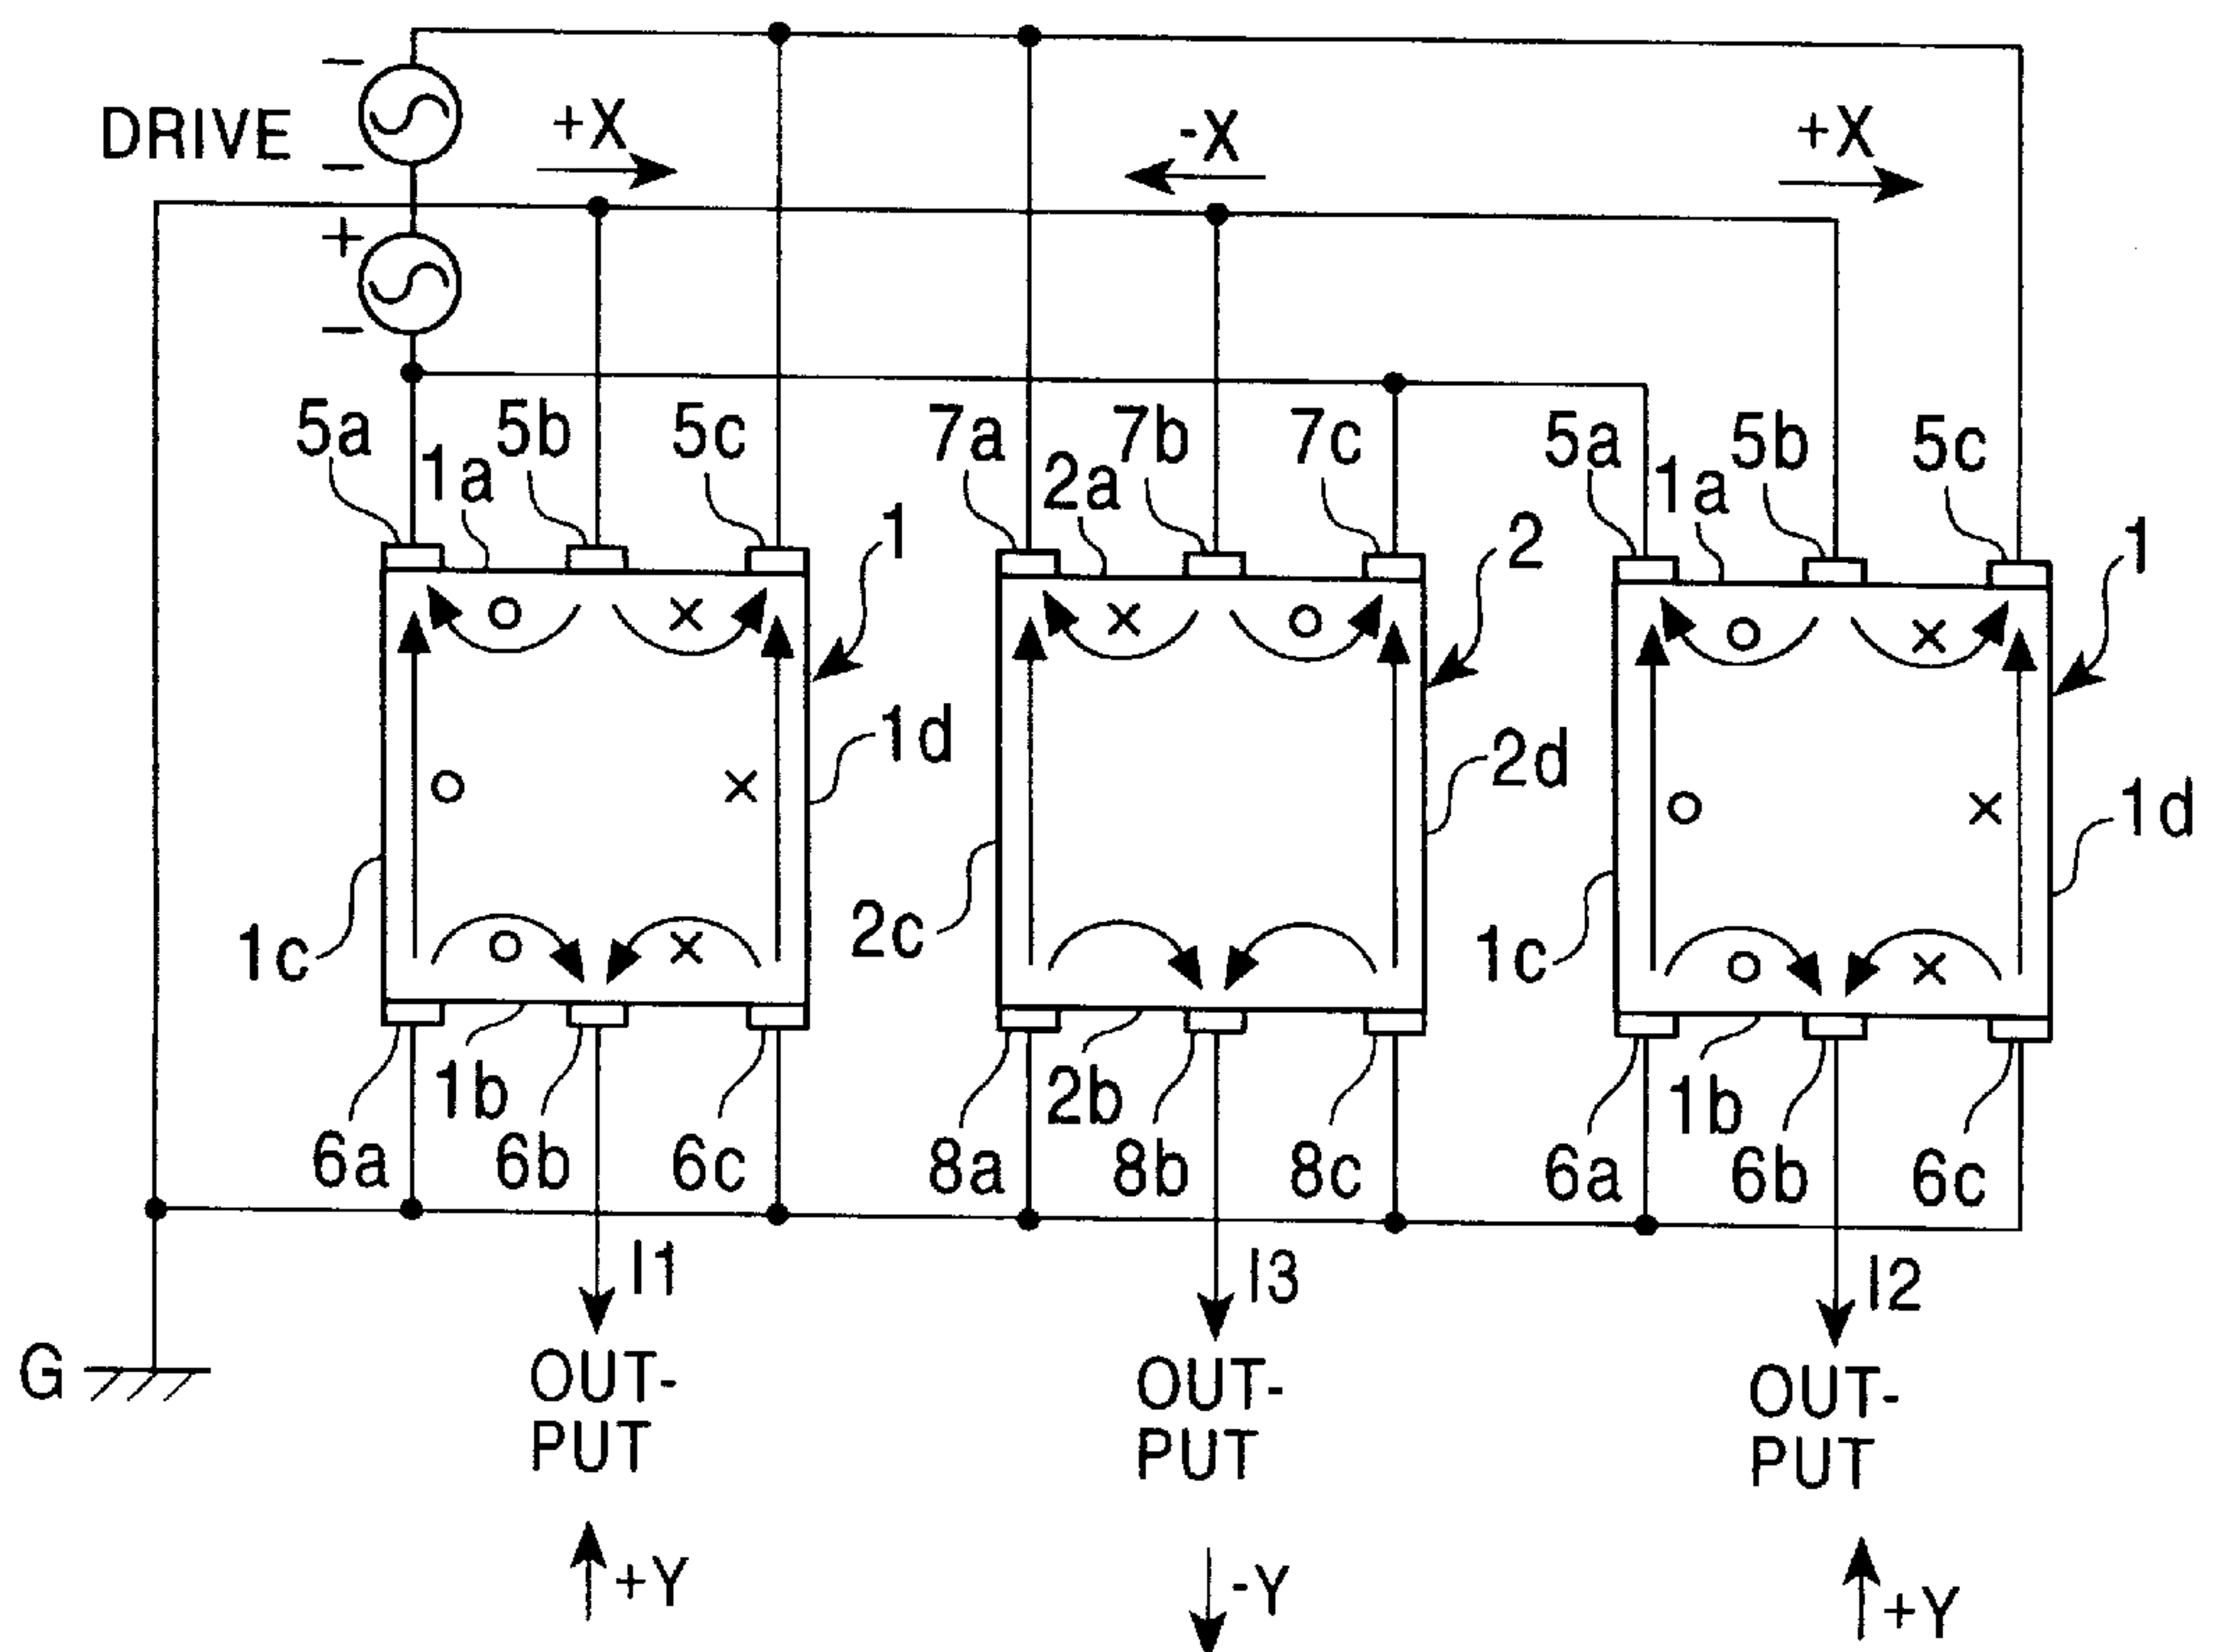 −
DRIVE
−
+X
-X
+X
+
−
5a
1a
5b
5c
7a
2a
7b
7c
5a
1a
5b
5c
1
2
1
O
X
X
O
O
X
1d
2d
1d
O
X
O
X
1c
2c
1c
O
X
O
X
6a
1b
6b
6c
8a
2b
8b
8c
6a
1b
6b
6c
I1
I3
I2
G
OUT-
PUT
OUT-
PUT
OUT-
PUT
+Y
-Y
+Y